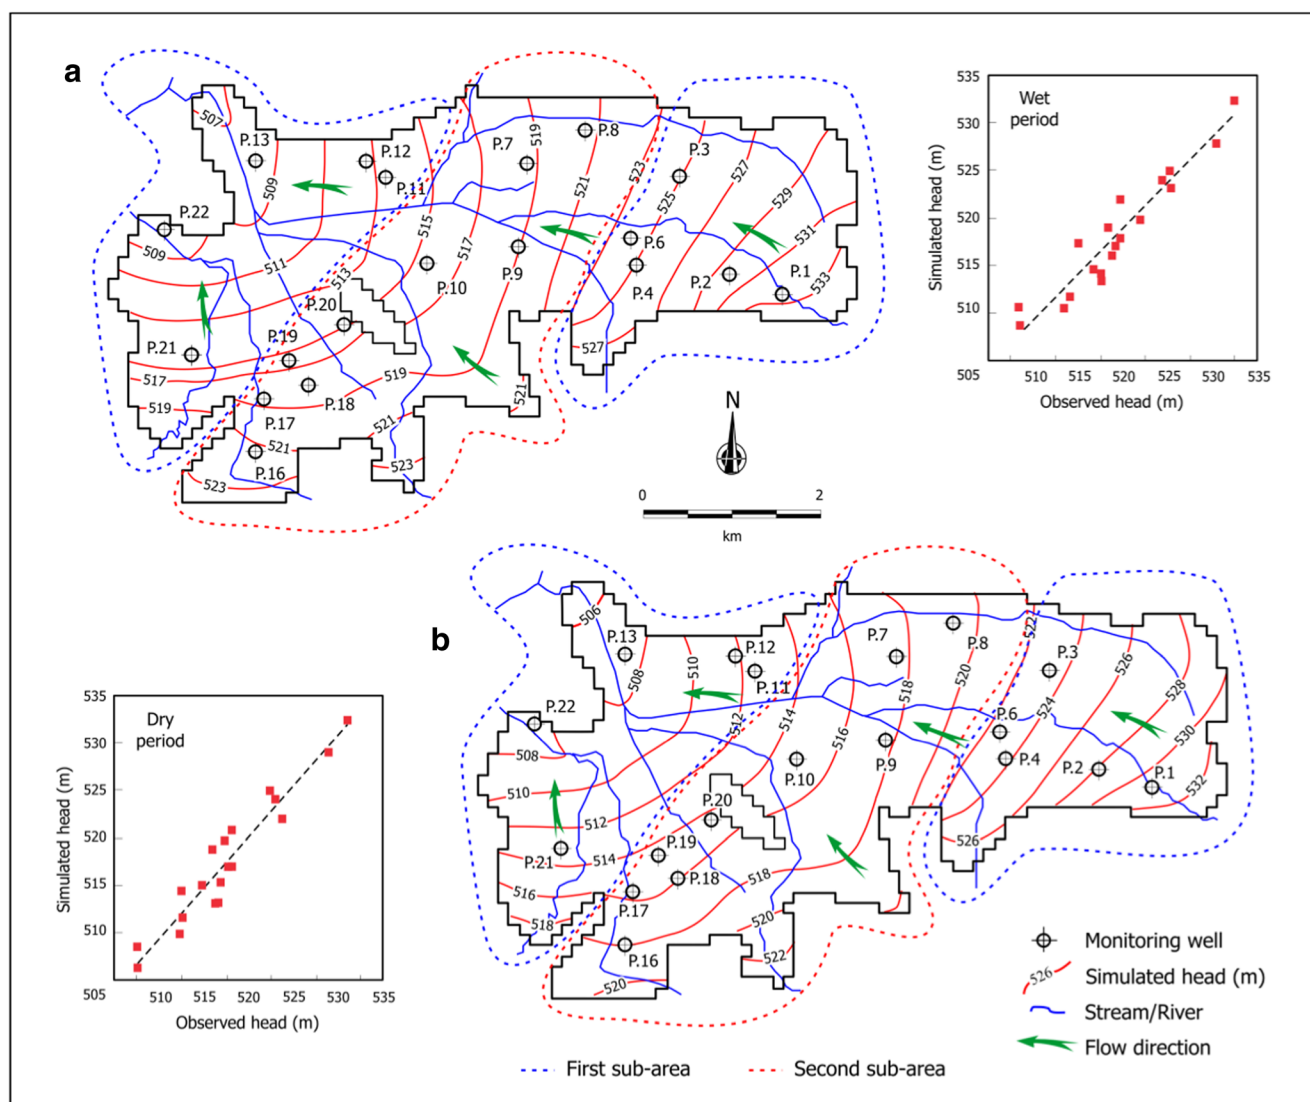 a
507
P.13
P.12
P.11
509
P.7
519
P.8
P.3
523
521
525
527
529
531
533
P.22
509
511
513
515
517
P.6
P.9
P.4
P.2
P.1
P.10
P.20
P.19
P.21
517
519
P.18
P.17
519
521
521
521
P.16
523
523
527
535
530
525
520
515
510
505
Wet
period
Simulated head (m)
510
515
520
525
530
535
Observed head (m)
N
0
2
km
b
506
P.13
P.12
P.11
508
510
512
514
516
P.7
P.8
518
520
522
P.3
524
526
528
530
532
P.22
508
510
512
514
516
518
P.6
P.9
P.4
P.2
P.1
P.10
P.20
P.19
P.21
P.18
P.17
518
520
P.16
522
520
526
535
530
525
520
515
510
505
Dry
period
Simulated head (m)
510
515
520
525
530
535
Observed head (m)
Monitoring well
526
Simulated head (m)
Stream/River
Flow direction
First sub-area
Second sub-area